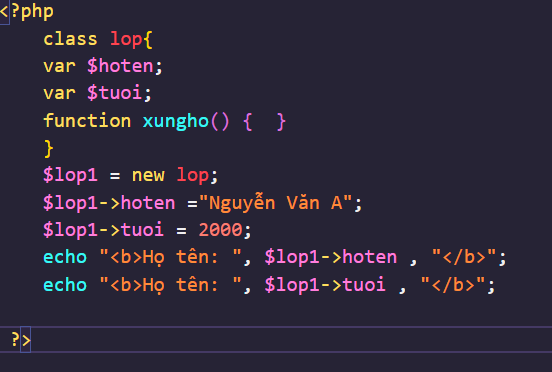 <?php
class lop{
var $hoten;
var $tuoi;
function xungho() {  }
}
$lop1 = new lop;
$lop1->hoten ="Nguyễn Văn A";
$lop1->tuoi = 2000;
echo "<b>Họ tên: ", $lop1->hoten , "</b>";
echo "<b>Họ tên: ", $lop1->tuoi , "</b>";
?>